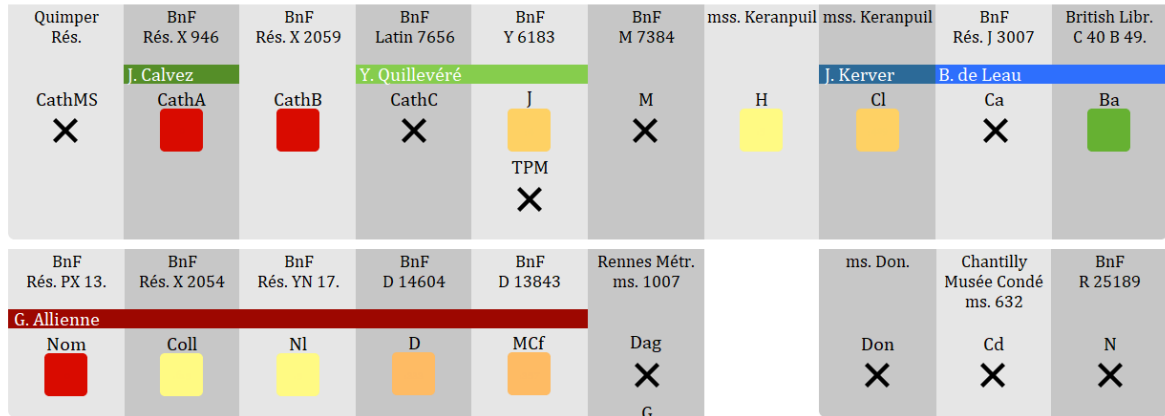 Quimper BnF BnF BnF BnF BnF mss. Keranpuil mss. Keranpuil BnF British Libr.
Rés. Rés. X 946 Rés. X 2059 Latin 7656 Y 6183 M 7384 Rés. J 3007 C 40 B 49.
J. Calvez Y. Quillevéré J. Kerver B. de Leau
CathMS CathA CathB CathC J M H Cl Ca Ba
TPM
BnF BnF BnF BnF BnF Rennes Métr. ms. Don. Chantilly BnF
Rés. PX 13. Rés. X 2054 Rés. YN 17. D 14604 D 13843 ms. 1007 Musée Condé R 25189
ms. 632
G. Allienne
Nom Coll Nl D MCf Dag Don Cd N